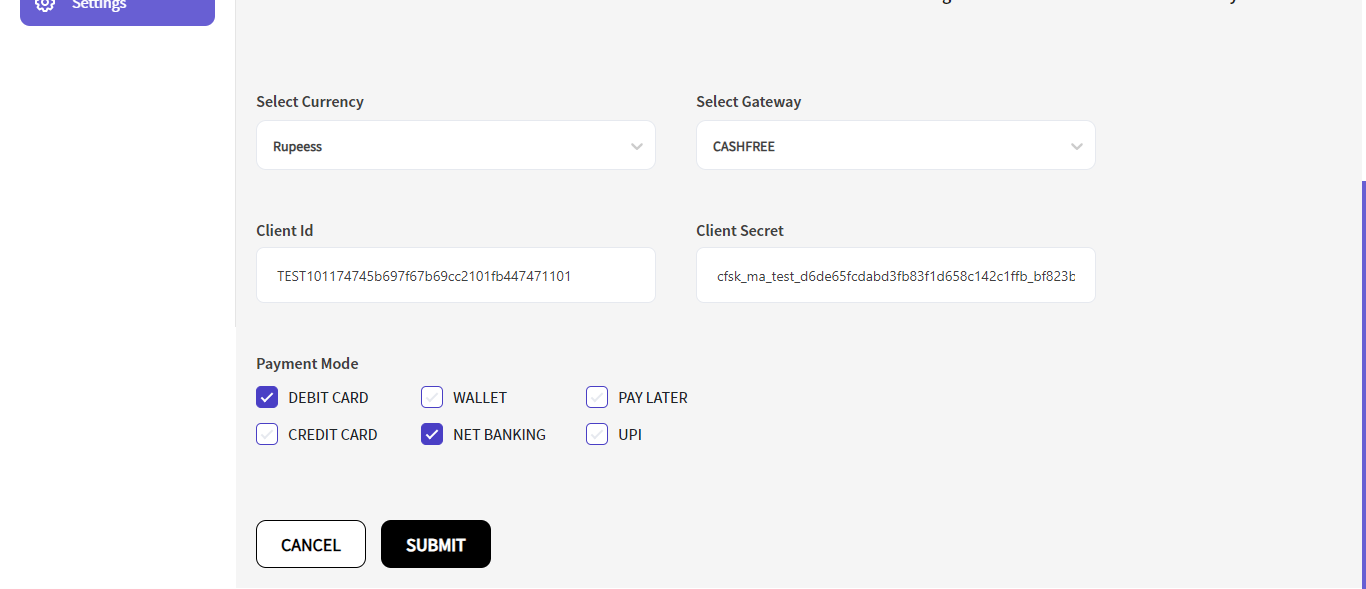 Settings
Select Currency
Select Gateway
Rupeess
CASHFREE
Client Id
Client Secret
TEST101174745b697f67b69cc2101fb447471101
cfsk_ma_test_d6de65fcdabd3fb83f1d658c142c1ffb_bf823b
Payment Mode
DEBIT CARD
WALLET
PAY LATER
CREDIT CARD
NET BANKING
UPI
CANCEL
SUBMIT